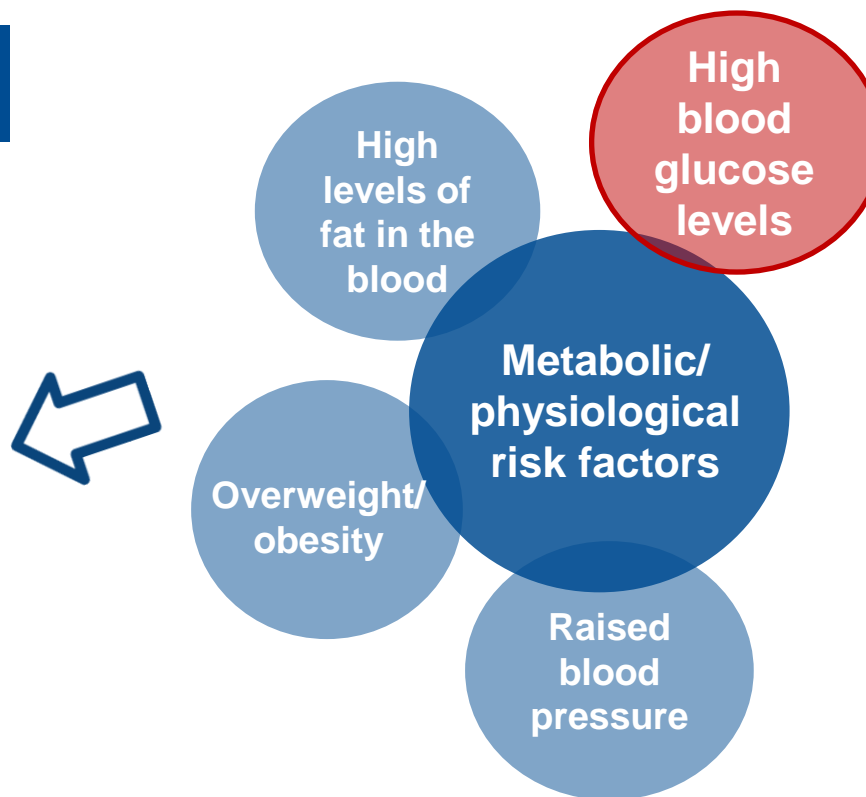 High
blood
glucose
levels
High
levels of
fat in the
blood
Metabolic/
physiological
risk factors
Overweight/
obesity
Raised
blood
pressure